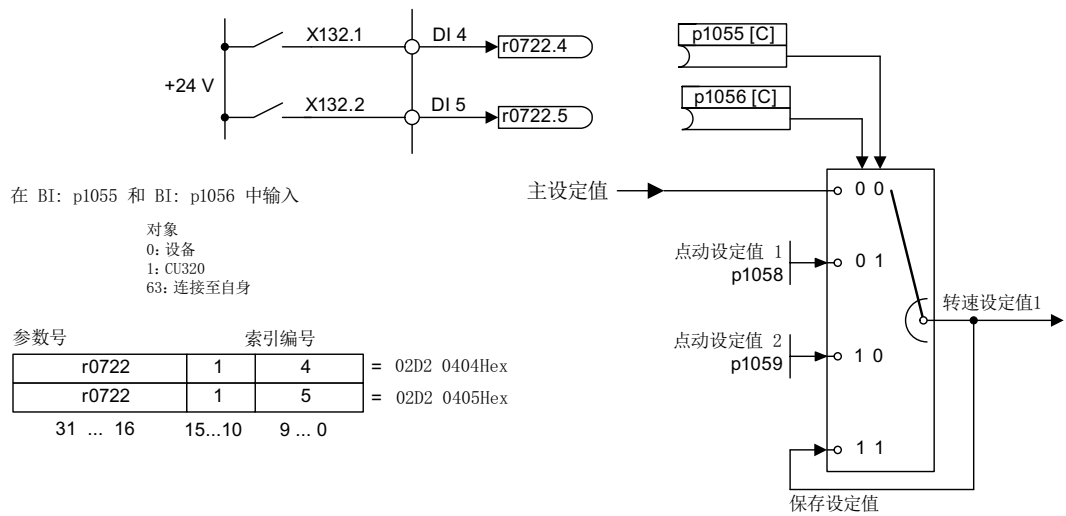 X132.1
DI 4
r0722.4
+24 V
X132.2
DI 5
r0722.5
p1055 [C]
p1056 [C]
在 BI: p1055 和 BI: p1056 中输入
对象
0: 设备
1: CU320
63: 连接至自身
参数号 索引编号
r0722 1 4 = 02D2 0404Hex
r0722 1 5 = 02D2 0405Hex
31 ... 16 15...10 9 ... 0
主设定值
0 0
点动设定值 1
p1058
0 1
转速设定值1
点动设定值 2
p1059
1 0
1 1
保存设定值